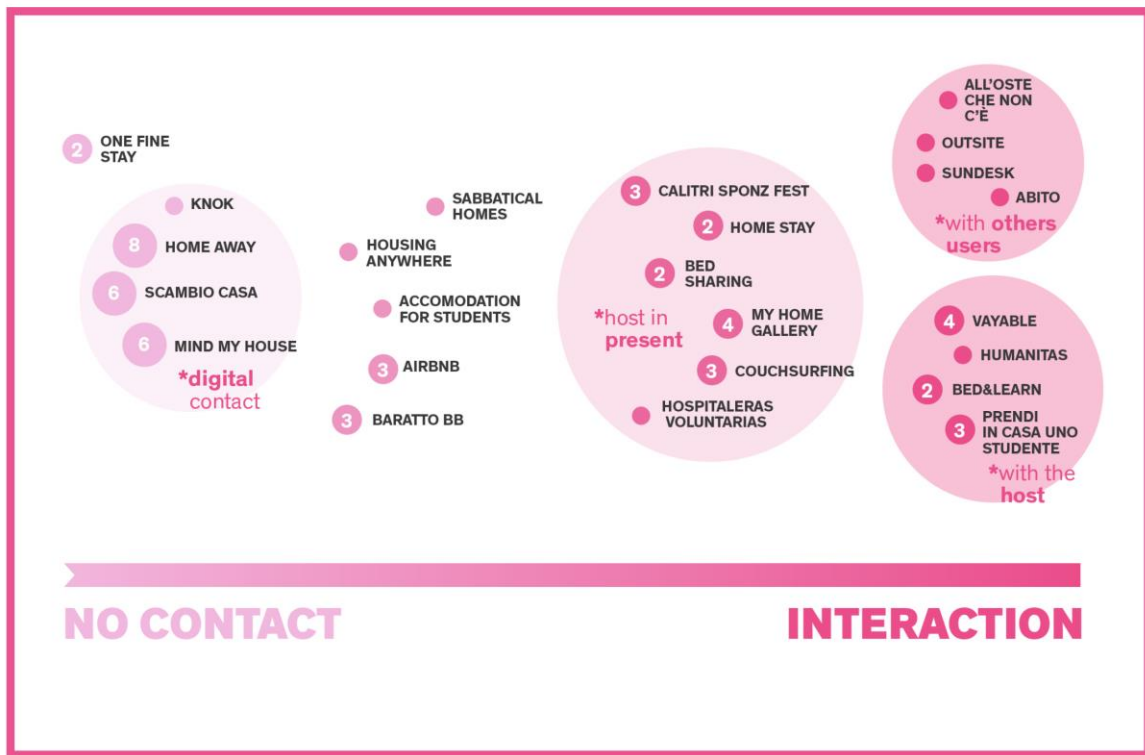 2
ONE FINE
STAY
KNOK
8
HOME AWAY
6
SCAMBIO CASA
6
MIND MY HOUSE
*digital
contact
SABBATICAL
HOMES
HOUSING
ANYWHERE
ACCOMODATION
FOR STUDENTS
3
AIRBNB
3
BARATTO BB
3
CALITRI SPONZ FEST
2
HOME STAY
2
BED
SHARING
*host in
present
4
MY HOME
GALLERY
3
COUCHSURFING
HOSPITALERAS
VOLUNTARIAS
ALL'OSTE
CHE NON
C'È
OUTSITE
SUNDESK
ABITO
*with others
users
4
VAYABLE
HUMANITAS
2
BED&LEARN
3
PRENDI
IN CASA UNO
STUDENTE
*with the
host
NO CONTACT
INTERACTION